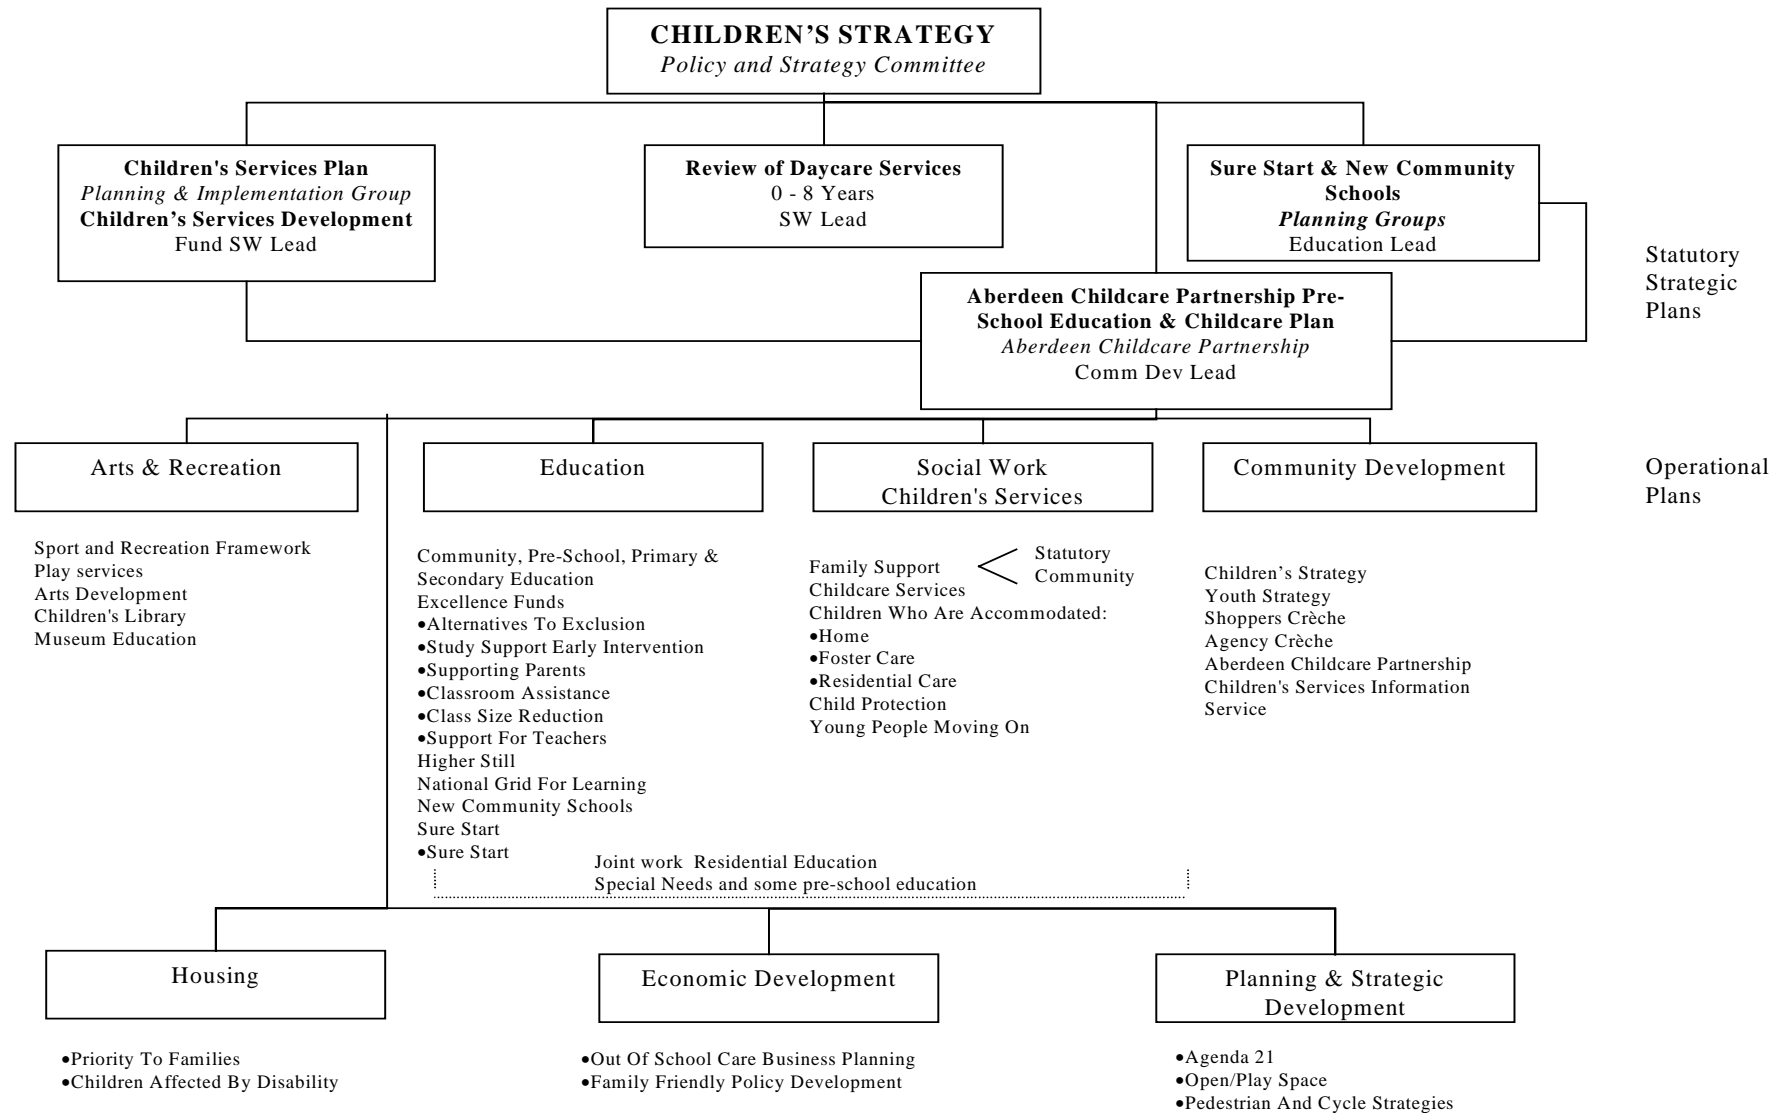 CHILDREN’S STRATEGY
Policy and Strategy Committee
Children's Services Plan
Planning & Implementation Group
Children’s Services Development
Fund SW Lead
Review of Daycare Services
0 - 8 Years
SW Lead
Sure Start & New Community
Schools
Planning Groups
Education Lead
Statutory
Strategic
Plans
Aberdeen Childcare Partnership Pre-
School Education & Childcare Plan
Aberdeen Childcare Partnership
Comm Dev Lead
Arts & Recreation
Education
Social Work
Children's Services
Community Development
Operational
Plans
Sport and Recreation Framework
Play services
Arts Development
Children's Library
Museum Education
Community, Pre-School, Primary &
Secondary Education
Excellence Funds
•Alternatives To Exclusion
•Study Support Early Intervention
•Supporting Parents
•Classroom Assistance
•Class Size Reduction
•Support For Teachers
Higher Still
National Grid For Learning
New Community Schools
Sure Start
•Sure Start
Family Support
Statutory
Community
Childcare Services
Children Who Are Accommodated:
•Home
•Foster Care
•Residential Care
Child Protection
Young People Moving On
Children’s Strategy
Youth Strategy
Shoppers Crèche
Agency Crèche
Aberdeen Childcare Partnership
Children's Services Information
Service
Joint work Residential Education
Special Needs and some pre-school education
Housing
Economic Development
Planning & Strategic
Development
•Priority To Families
•Children Affected By Disability
•Out Of School Care Business Planning
•Family Friendly Policy Development
•Agenda 21
•Open/Play Space
•Pedestrian And Cycle Strategies